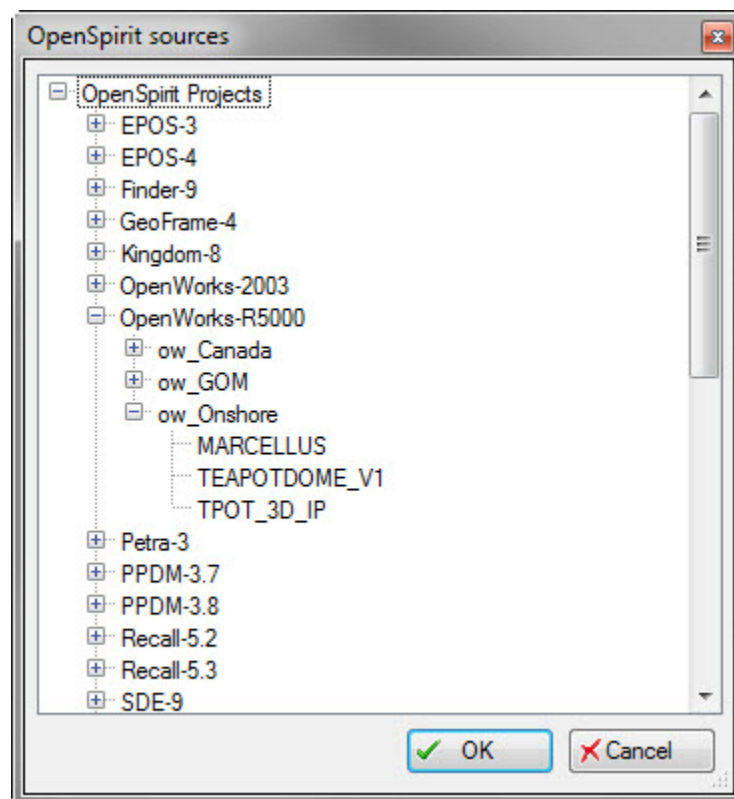 OpenSpirit sources
OpenSpirit Projects
EPOS-3
EPOS-4
Finder-9
GeoFrame-4
Kingdom-8
OpenWorks-2003
OpenWorks-R5000
ow_Canada
ow_GOM
ow_Onshore
MARCELLUS
TEAPOTDOME_V1
TPOT_3D_IP
Petra-3
PPDM-3.7
PPDM-3.8
Recall-5.2
Recall-5.3
SDE-9
OK Cancel